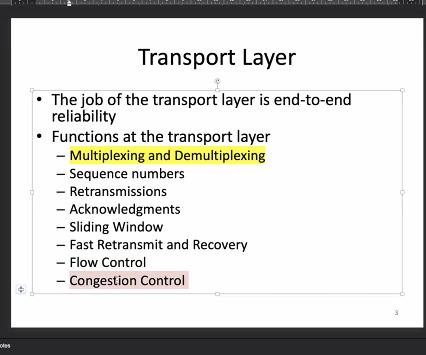 Transport Layer
• The job of the transport layer is end-to-end
reliability
• Functions at the transport layer
– Multiplexing and Demultiplexing
– Sequence numbers
– Retransmissions
– Acknowledgments
– Sliding Window
– Fast Retransmit and Recovery
– Flow Control
– Congestion Control
3
otes